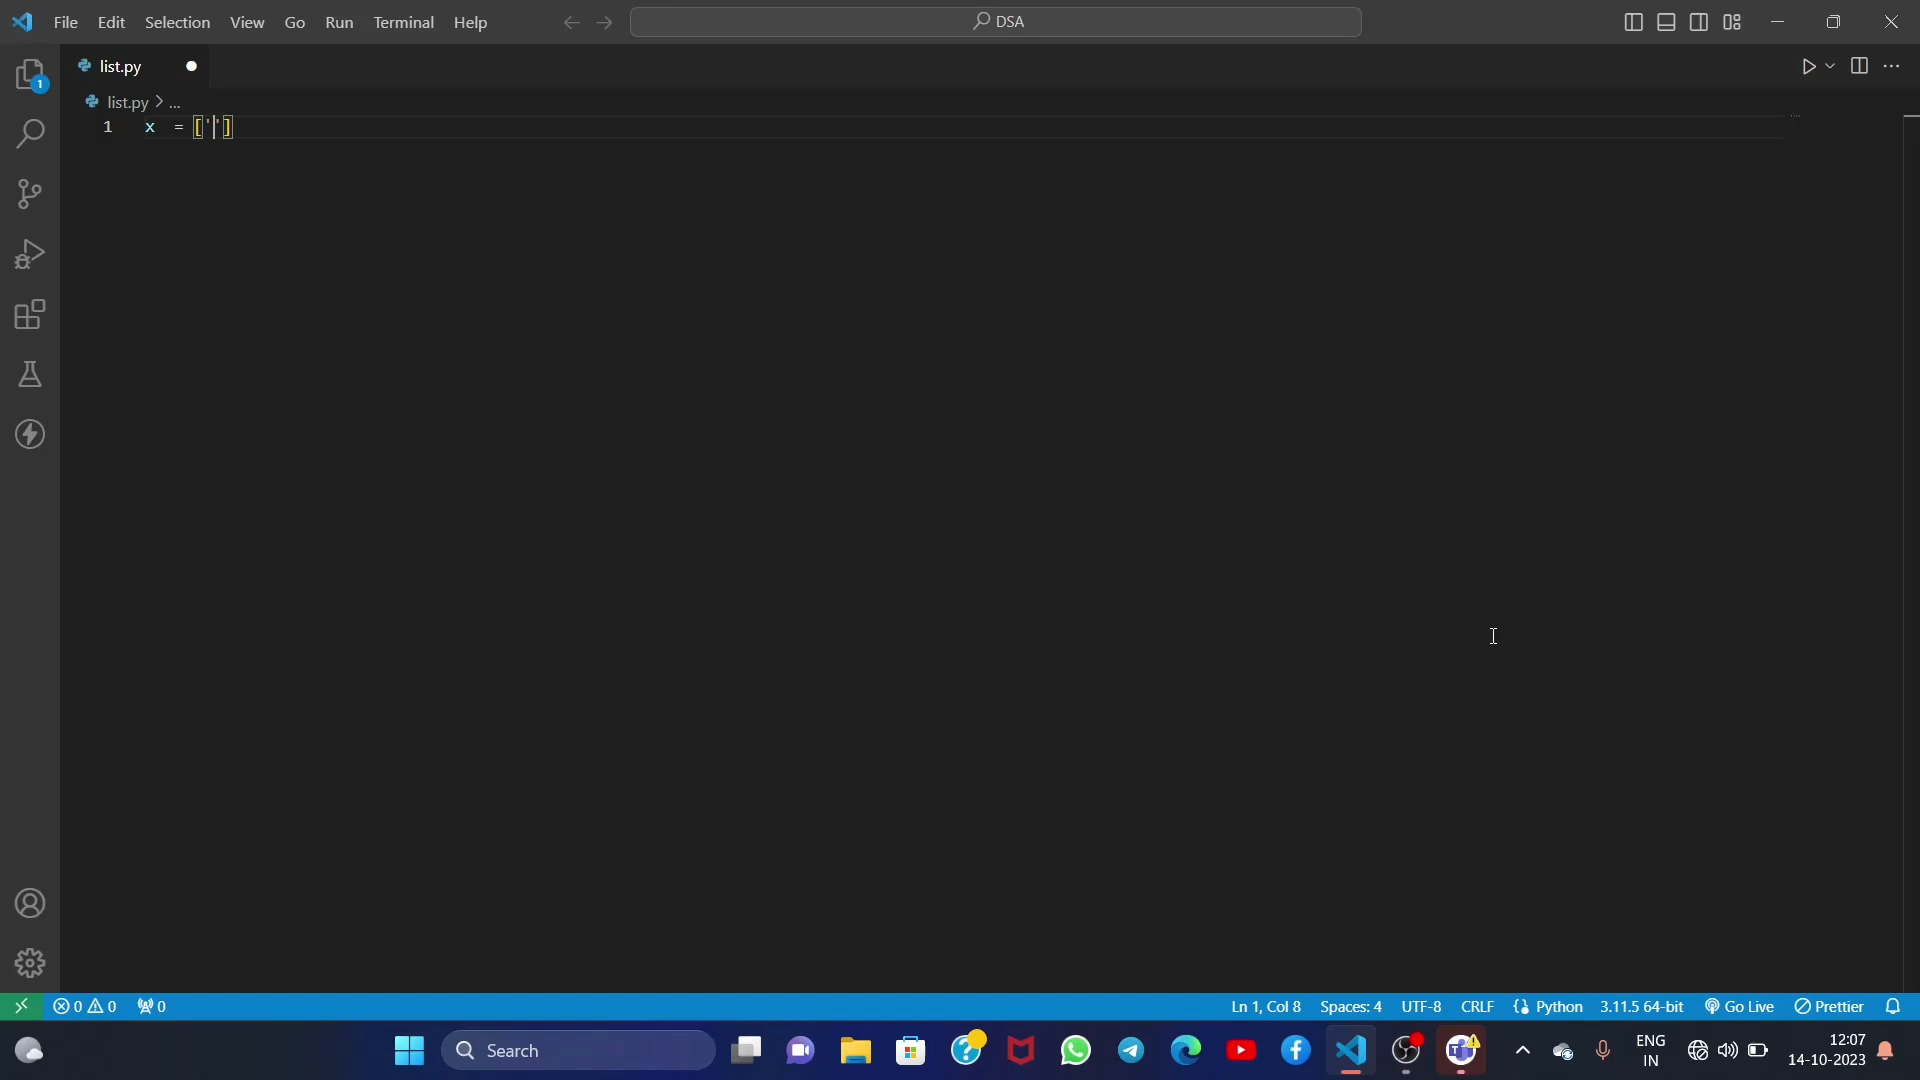 File Edit Selection View Go Run Terminal Help
DSA
1
list.py
list.py > ...
1 x  = ['']
0 0 0
Ln 1, Col 8 Spaces: 4 UTF-8 CRLF Python 3.11.5 64-bit Go Live Prettier
Search
ENG
IN
12:07
14-10-2023